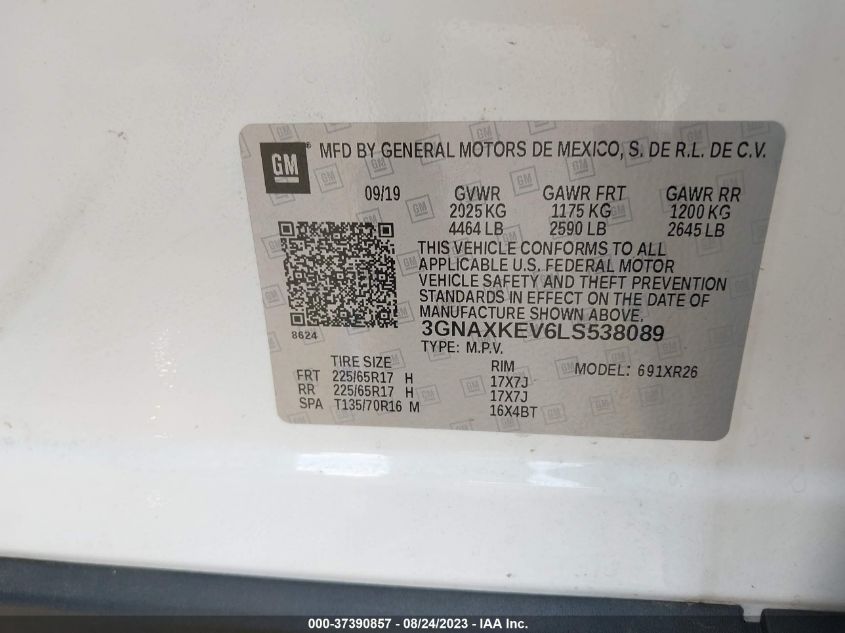 GM ® MFD BY GENERAL MOTORS DE MEXICO, S. DE R.L. DE C.V.
09/19 GVWR GAWR FRT GAWR RR
2025 KG 1175 KG 1200 KG
4464 LB 2590 LB 2645 LB
THIS VEHICLE CONFORMS TO ALL
APPLICABLE U.S. FEDERAL MOTOR
VEHICLE SAFETY AND THEFT PREVENTION
STANDARDS IN EFFECT ON THE DATE OF
MANUFACTURE SHOWN ABOVE.
8624
3GNAXKEV6LS538089
TYPE: M.P.V.
TIRE SIZE RIM MODEL: 691XR26
FRT 225/65R17 H 17X7J
RR 225/65R17 H 17X7J
SPA T135/70R16 M 16X4BT
000-37390857 - 08/24/2023 - IAA Inc.